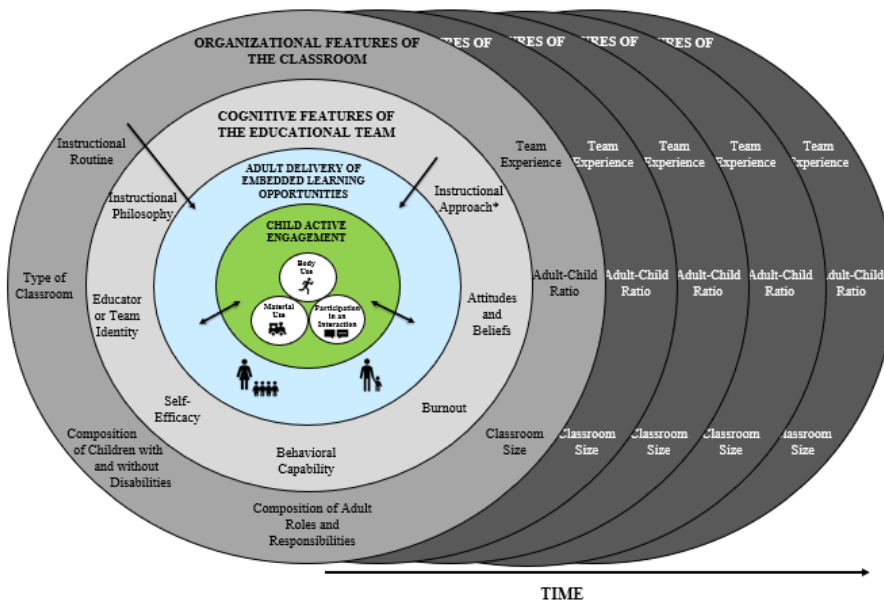 ORGANIZATIONAL FEATURES OF
THE CLASSROOM
RES OF
URES OF
URES OF
URES OF
COGNITIVE FEATURES OF
THE EDUCATIONAL TEAM
Instructional
Routine
Team
Experience
Team
Experience
Team
Experience
Team
Experience
Team
Experience
ADULT DELIVERY OF
EMBEDDED LEARNING
OPPORTUNITIES
Instructional
Philosophy
Instructional
Approach*
CHILD ACTIVE
ENGAGEMENT
Body
Use
Material
Use
Participation
in an
Interaction
Type of
Classroom
Educator
or Team
Identity
Attitudes
and
Beliefs
Adult-Child
Ratio
Adult-Child
Ratio
Adult-Child
Ratio
Adult-Child
Ratio
Adult-Child
Ratio
Self-
Efficacy
Burnout
Behavioral
Capability
Composition
of Children with
and without
Disabilities
Classroom
Size
Classroom
Size
Classroom
Size
Classroom
Size
lassroom
Size
Composition of Adult
Roles and
Responsibilities
TIME